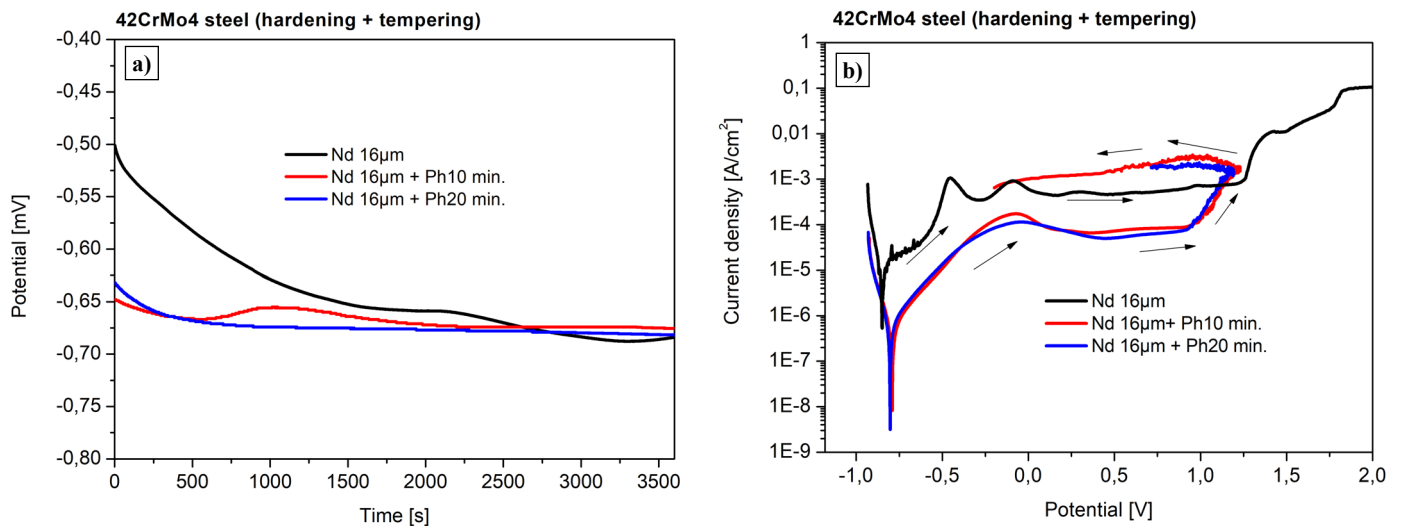 42CrMo4 steel (hardening + tempering)
a)
-0,40
-0,45
-0,50
-0,55
-0,60
-0,65
-0,70
-0,75
-0,80
Potential [mV]
Nd 16µm
Nd 16µm + Ph10 min.
Nd 16µm + Ph20 min.
0
500
1000
1500
2000
2500
3000
3500
Time [s]
42CrMo4 steel (hardening + tempering)
b)
1
0,1
0,01
1E-3
1E-4
1E-5
1E-6
1E-7
1E-8
1E-9
Current density [A/cm²]
Nd 16µm
Nd 16µm+ Ph10 min.
Nd 16µm + Ph20 min.
-1,0
-0,5
0,0
0,5
1,0
1,5
2,0
Potential [V]